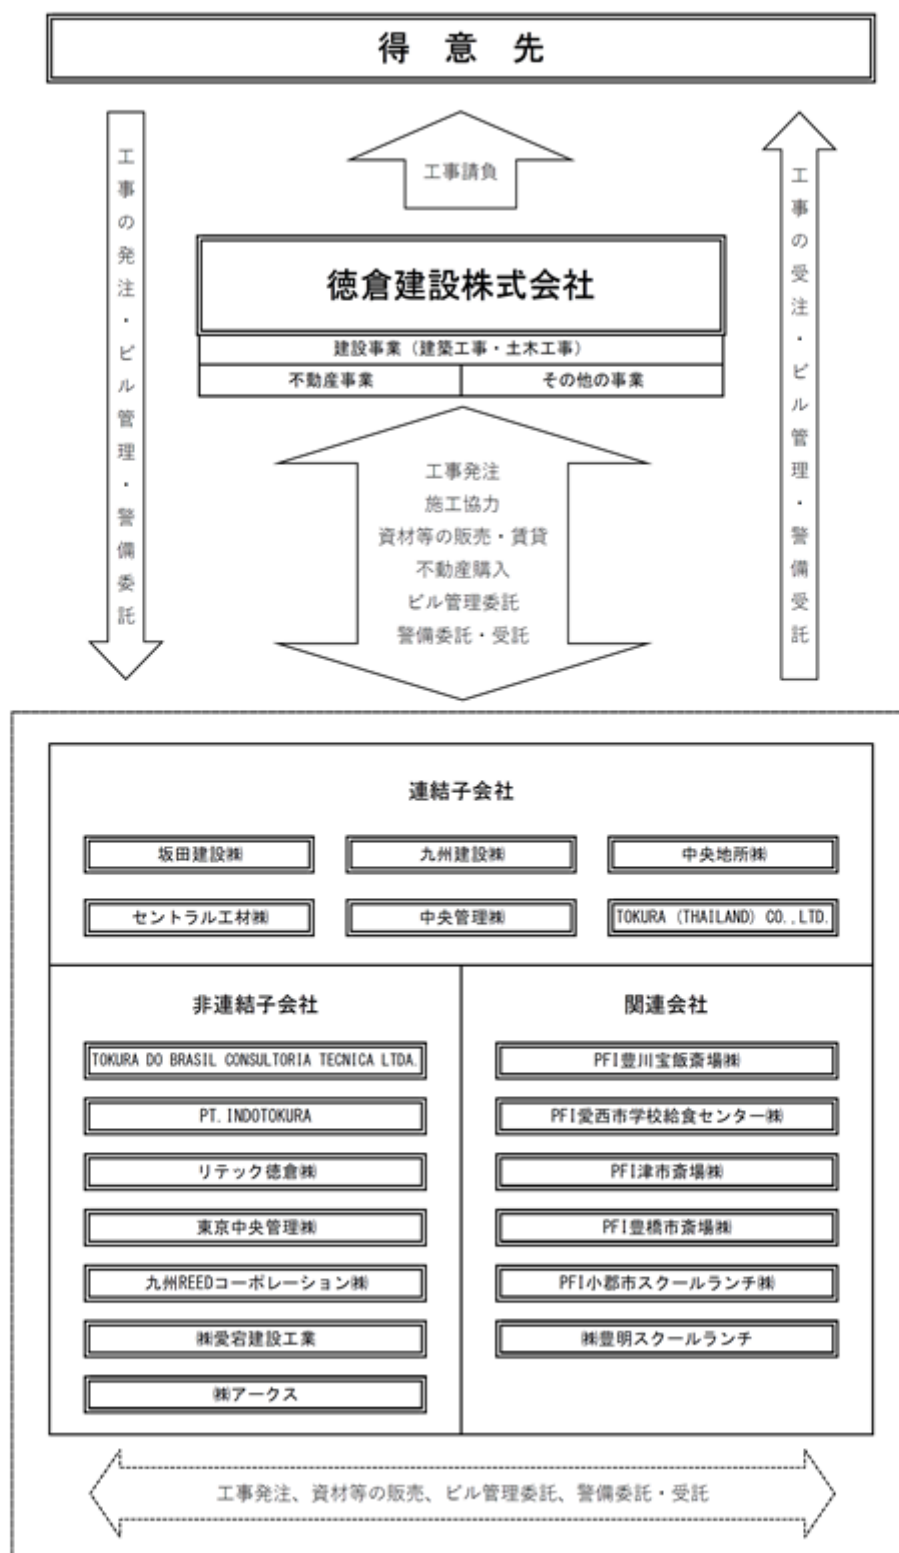 得意先
工事の発注・ビル管理・警備委託
工事請負
工事の受注・ビル管理・警備受託
徳倉建設株式会社
建設事業（建築工事・土木工事）
不動産事業
その他の事業
工事発注
施工協力
資材等の販売・賃貸
不動産購入
ビル管理委託
警備委託・受託
連結子会社
坂田建設㈱
九州建設㈱
中央地所㈱
セントラル工材㈱
中央管理㈱
TOKURA (THAILAND) CO.,LTD.
非連結子会社
TOKURA DO BRASIL CONSULTORIA TECNICA LTDA.
PT.INDOTOKURA
リテック徳倉㈱
東京中央管理㈱
九州REEDコーポレーション㈱
㈱愛宕建設工業
㈱アークス
関連会社
PFI豊川宝飯斎場㈱
PFI愛西市学校給食センター㈱
PFI津市斎場㈱
PFI豊橋市斎場㈱
PFI小郡市スクールランチ㈱
㈱豊明スクールランチ
工事発注、資材等の販売、ビル管理委託、警備委託・受託